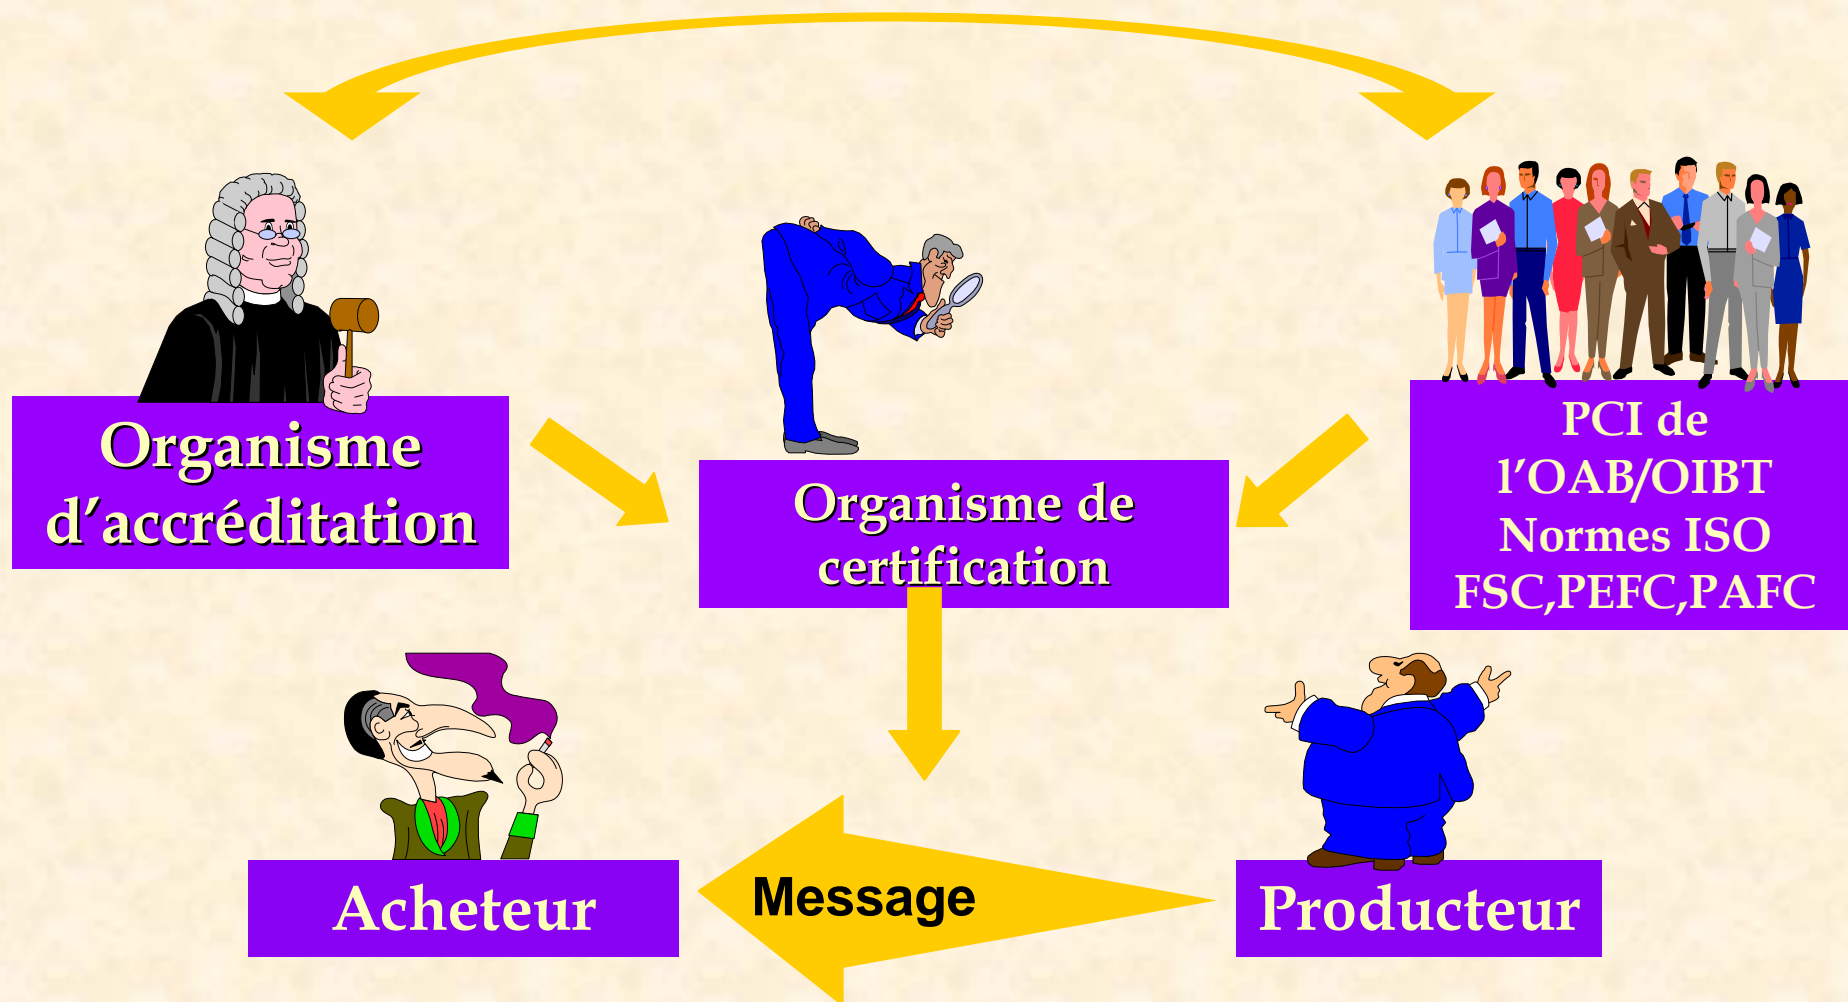 Organisme
d’accréditation
Organisme de
certification
PCI de
l’OAB/OIBT
Normes ISO
FSC,PEFC,PAFC
Acheteur
Message
Producteur